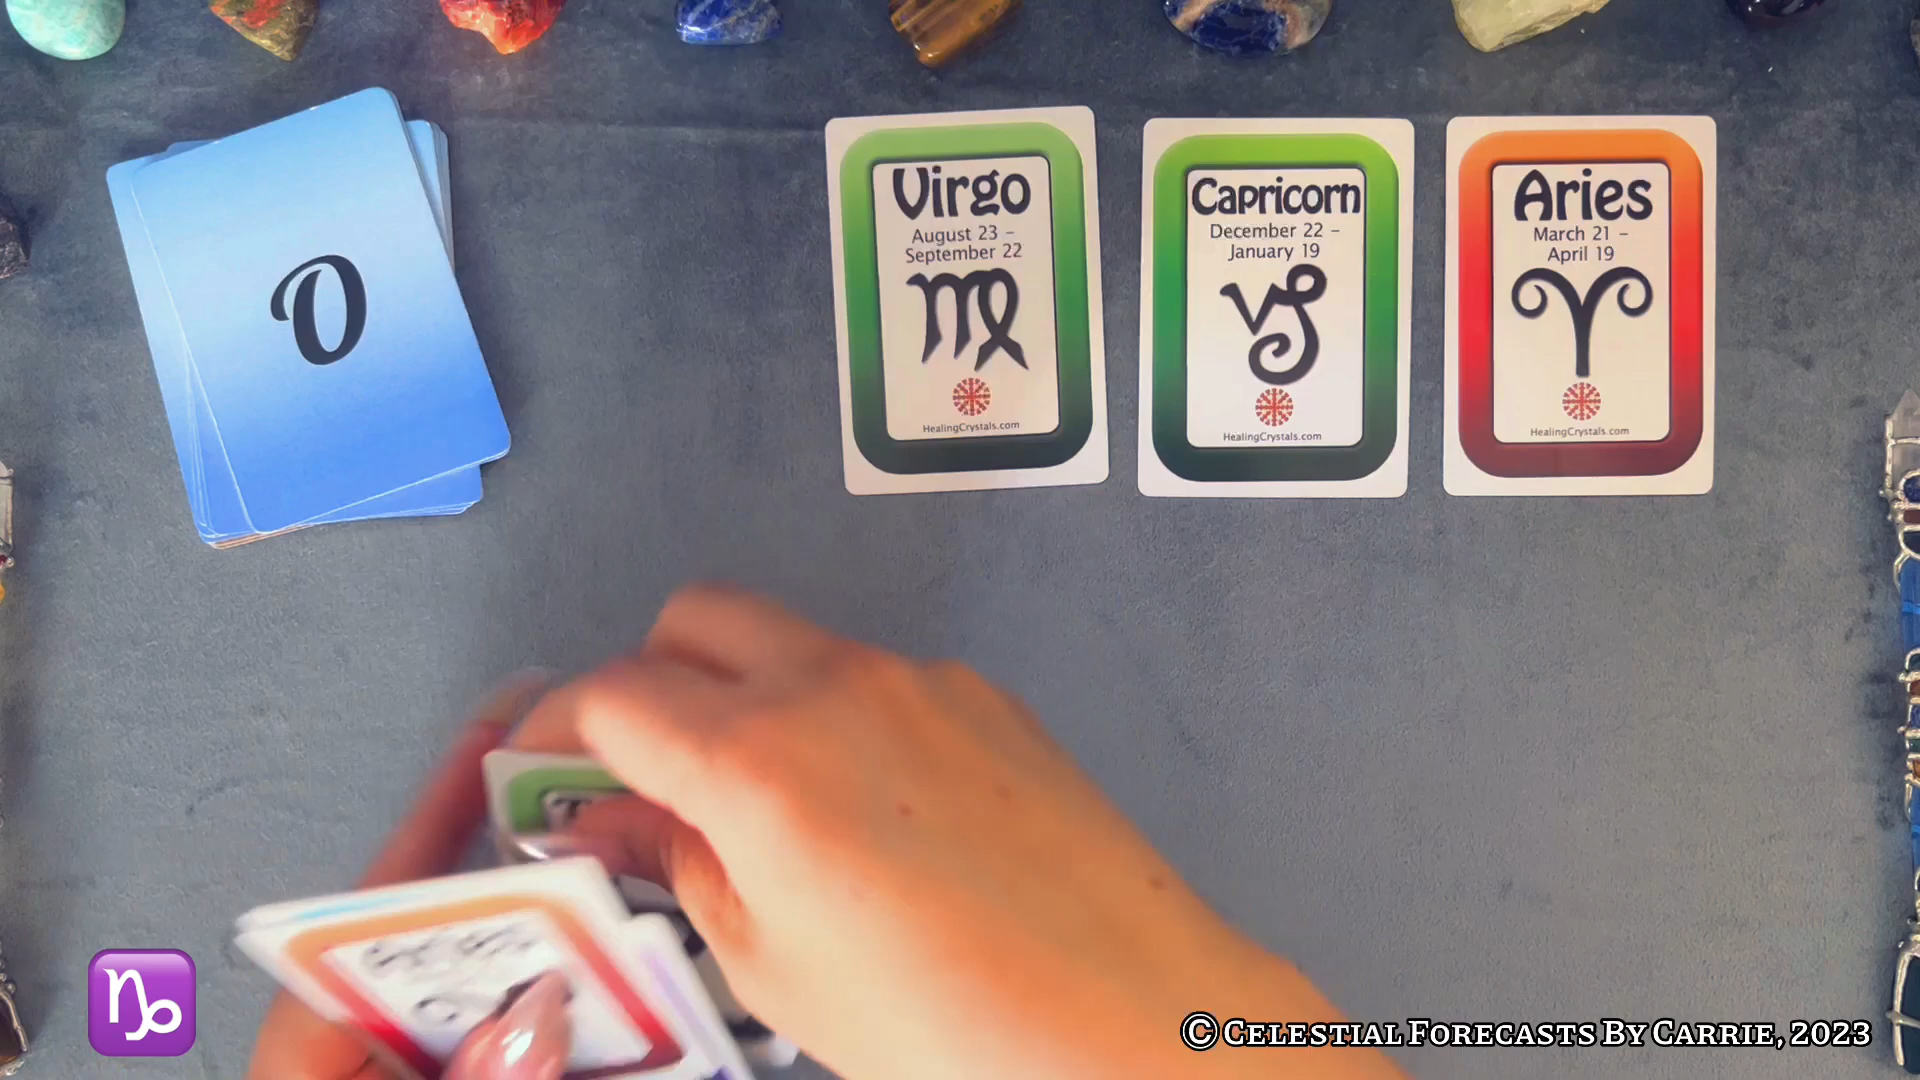 O
Virgo
August 23 –
September 22
HealingCrystals.com
Capricorn
December 22 –
January 19
HealingCrystals.com
Aries
March 21 –
April 19
HealingCrystals.com
© Celestial Forecasts By Carrie, 2023